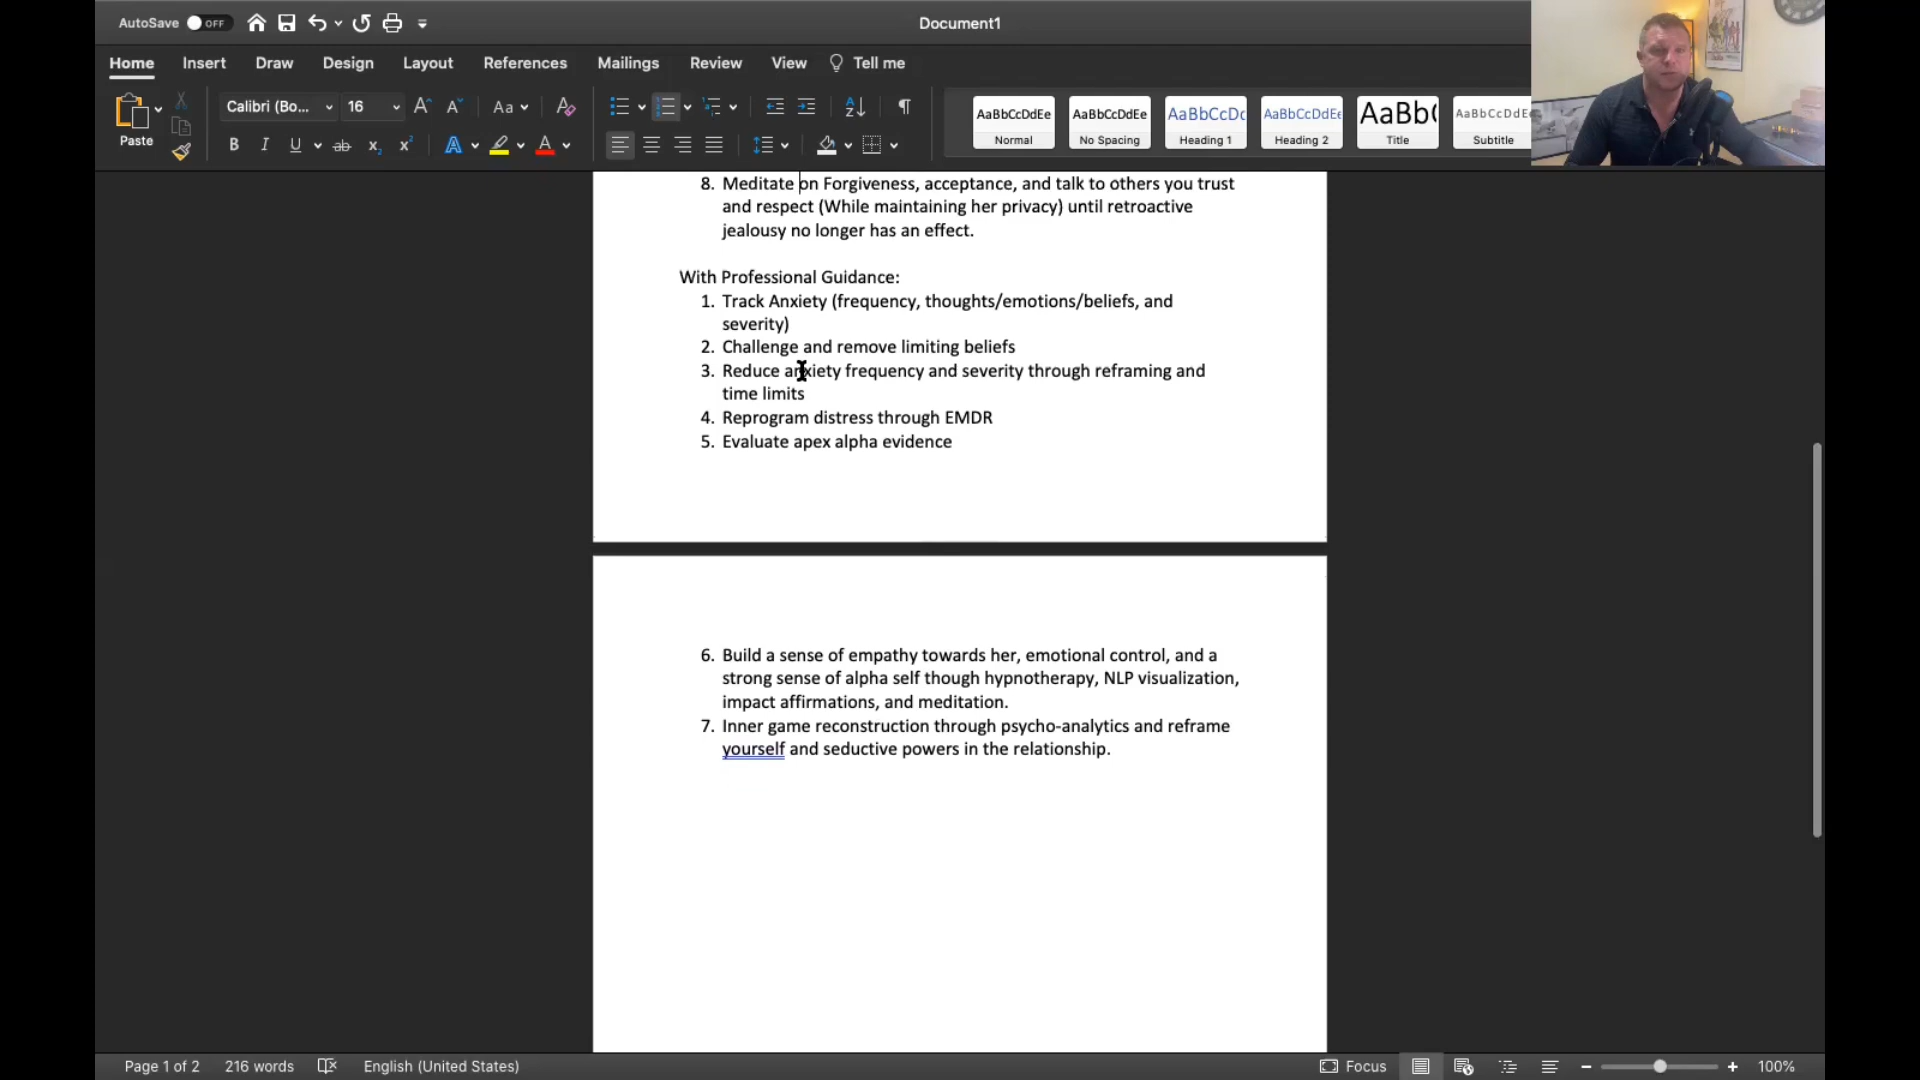 AutoSave OFF
Document1
Home Insert Draw Design Layout References Mailings Review View Tell me
Paste
Calibri (Bo... 16
AaBbCcDdEe AaBbCcDdEe AaBbCcDc AaBbCcDdEe AaBb( AaBbCcDdEe
Normal No Spacing Heading 1 Heading 2 Title Subtitle
8. Meditate on Forgiveness, acceptance, and talk to others you trust
and respect (While maintaining her privacy) until retroactive
jealousy no longer has an effect.
With Professional Guidance:
1. Track Anxiety (frequency, thoughts/emotions/beliefs, and
severity)
2. Challenge and remove limiting beliefs
3. Reduce anxiety frequency and severity through reframing and
time limits
4. Reprogram distress through EMDR
5. Evaluate apex alpha evidence
6. Build a sense of empathy towards her, emotional control, and a
strong sense of alpha self though hypnotherapy, NLP visualization,
impact affirmations, and meditation.
7. Inner game reconstruction through psycho-analytics and reframe
yourself and seductive powers in the relationship.
Page 1 of 2 216 words English (United States) Focus 100%